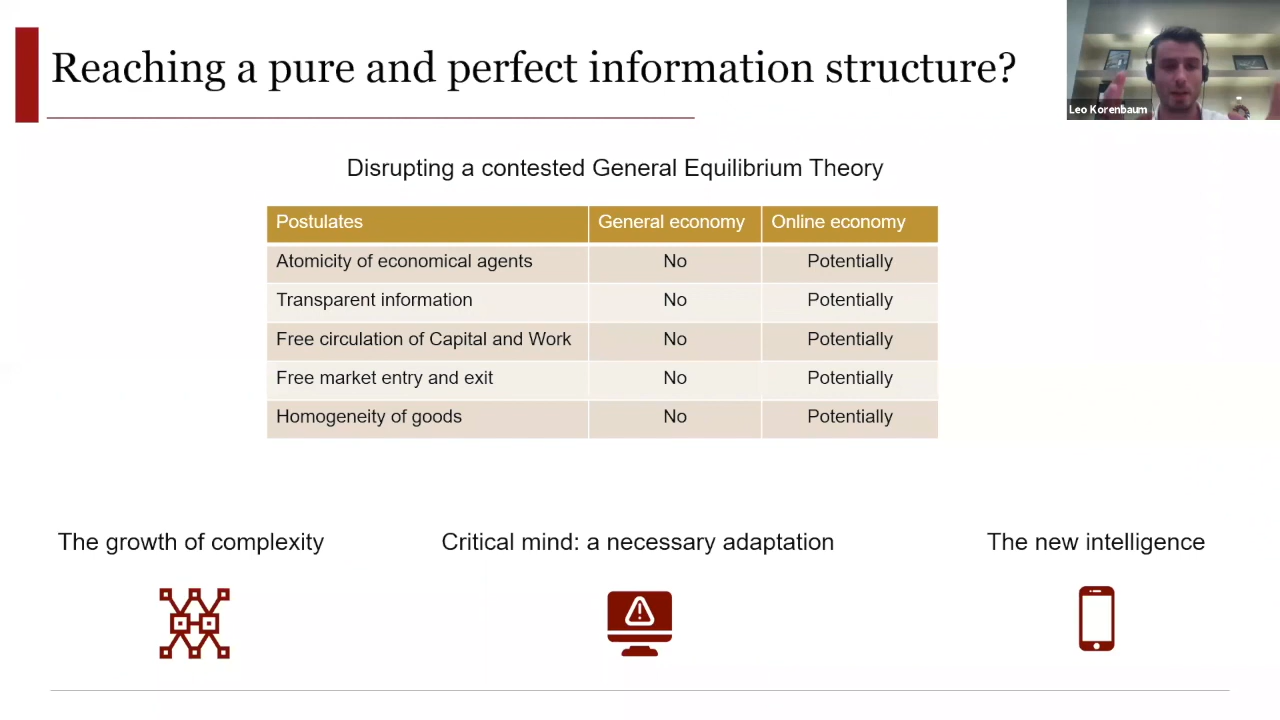 Reaching a pure and perfect information structure?
Leo Korenbaum
Disrupting a contested General Equilibrium Theory
Postulates General economy Online economy
Atomicity of economical agents No Potentially
Transparent information No Potentially
Free circulation of Capital and Work No Potentially
Free market entry and exit No Potentially
Homogeneity of goods No Potentially
The growth of complexity Critical mind: a necessary adaptation The new intelligence